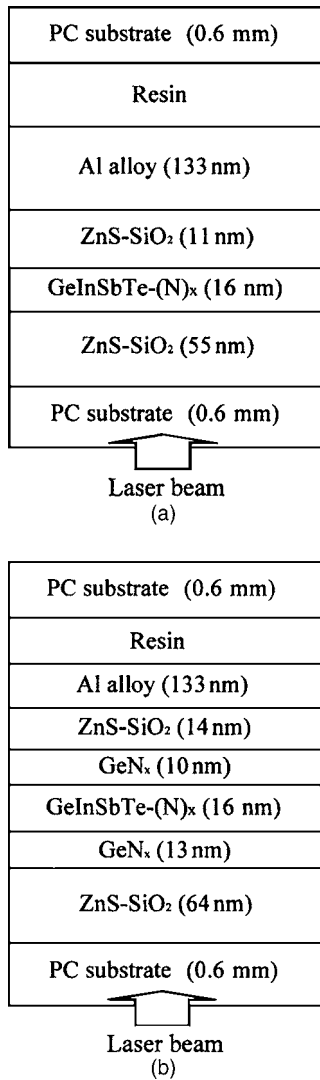 PC substrate (0.6 mm)
Resin
Al alloy (133 nm)
ZnS-SiO₂ (11 nm)
GeInSbTe-(N)ₓ (16 nm)
ZnS-SiO₂ (55 nm)
PC substrate (0.6 mm)
Laser beam
(a)
PC substrate (0.6 mm)
Resin
Al alloy (133 nm)
ZnS-SiO₂ (14 nm)
GeNₓ (10 nm)
GeInSbTe-(N)ₓ (16 nm)
GeNₓ (13 nm)
ZnS-SiO₂ (64 nm)
PC substrate (0.6 mm)
Laser beam
(b)